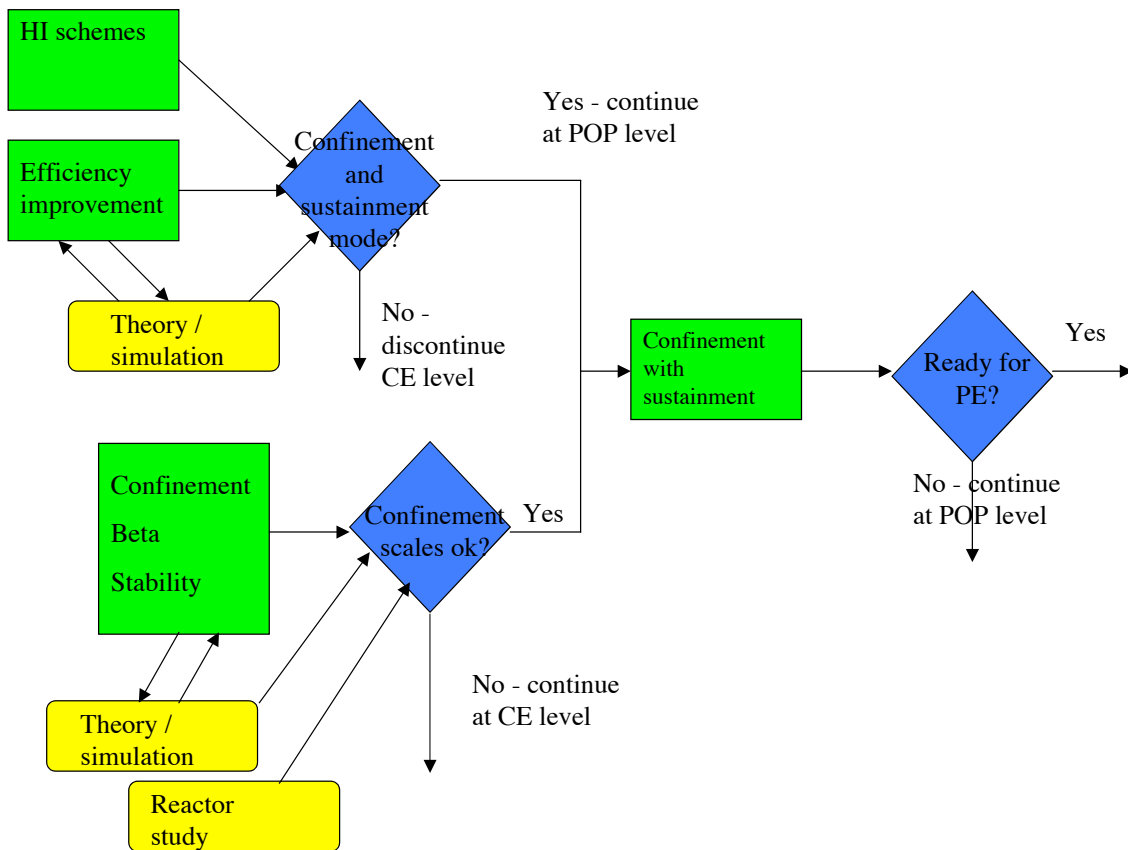 HI schemes
Yes - continue
at POP level
Confinement
and
sustainment
mode?
Efficiency
improvement
No -
discontinue
CE level
Theory /
simulation
Confinement
with
sustainment
Ready for
PE?
Yes
No - continue
at POP level
Confinement
Beta
Stability
Confinement
scales ok?
Yes
No - continue
at CE level
Theory /
simulation
Reactor
study